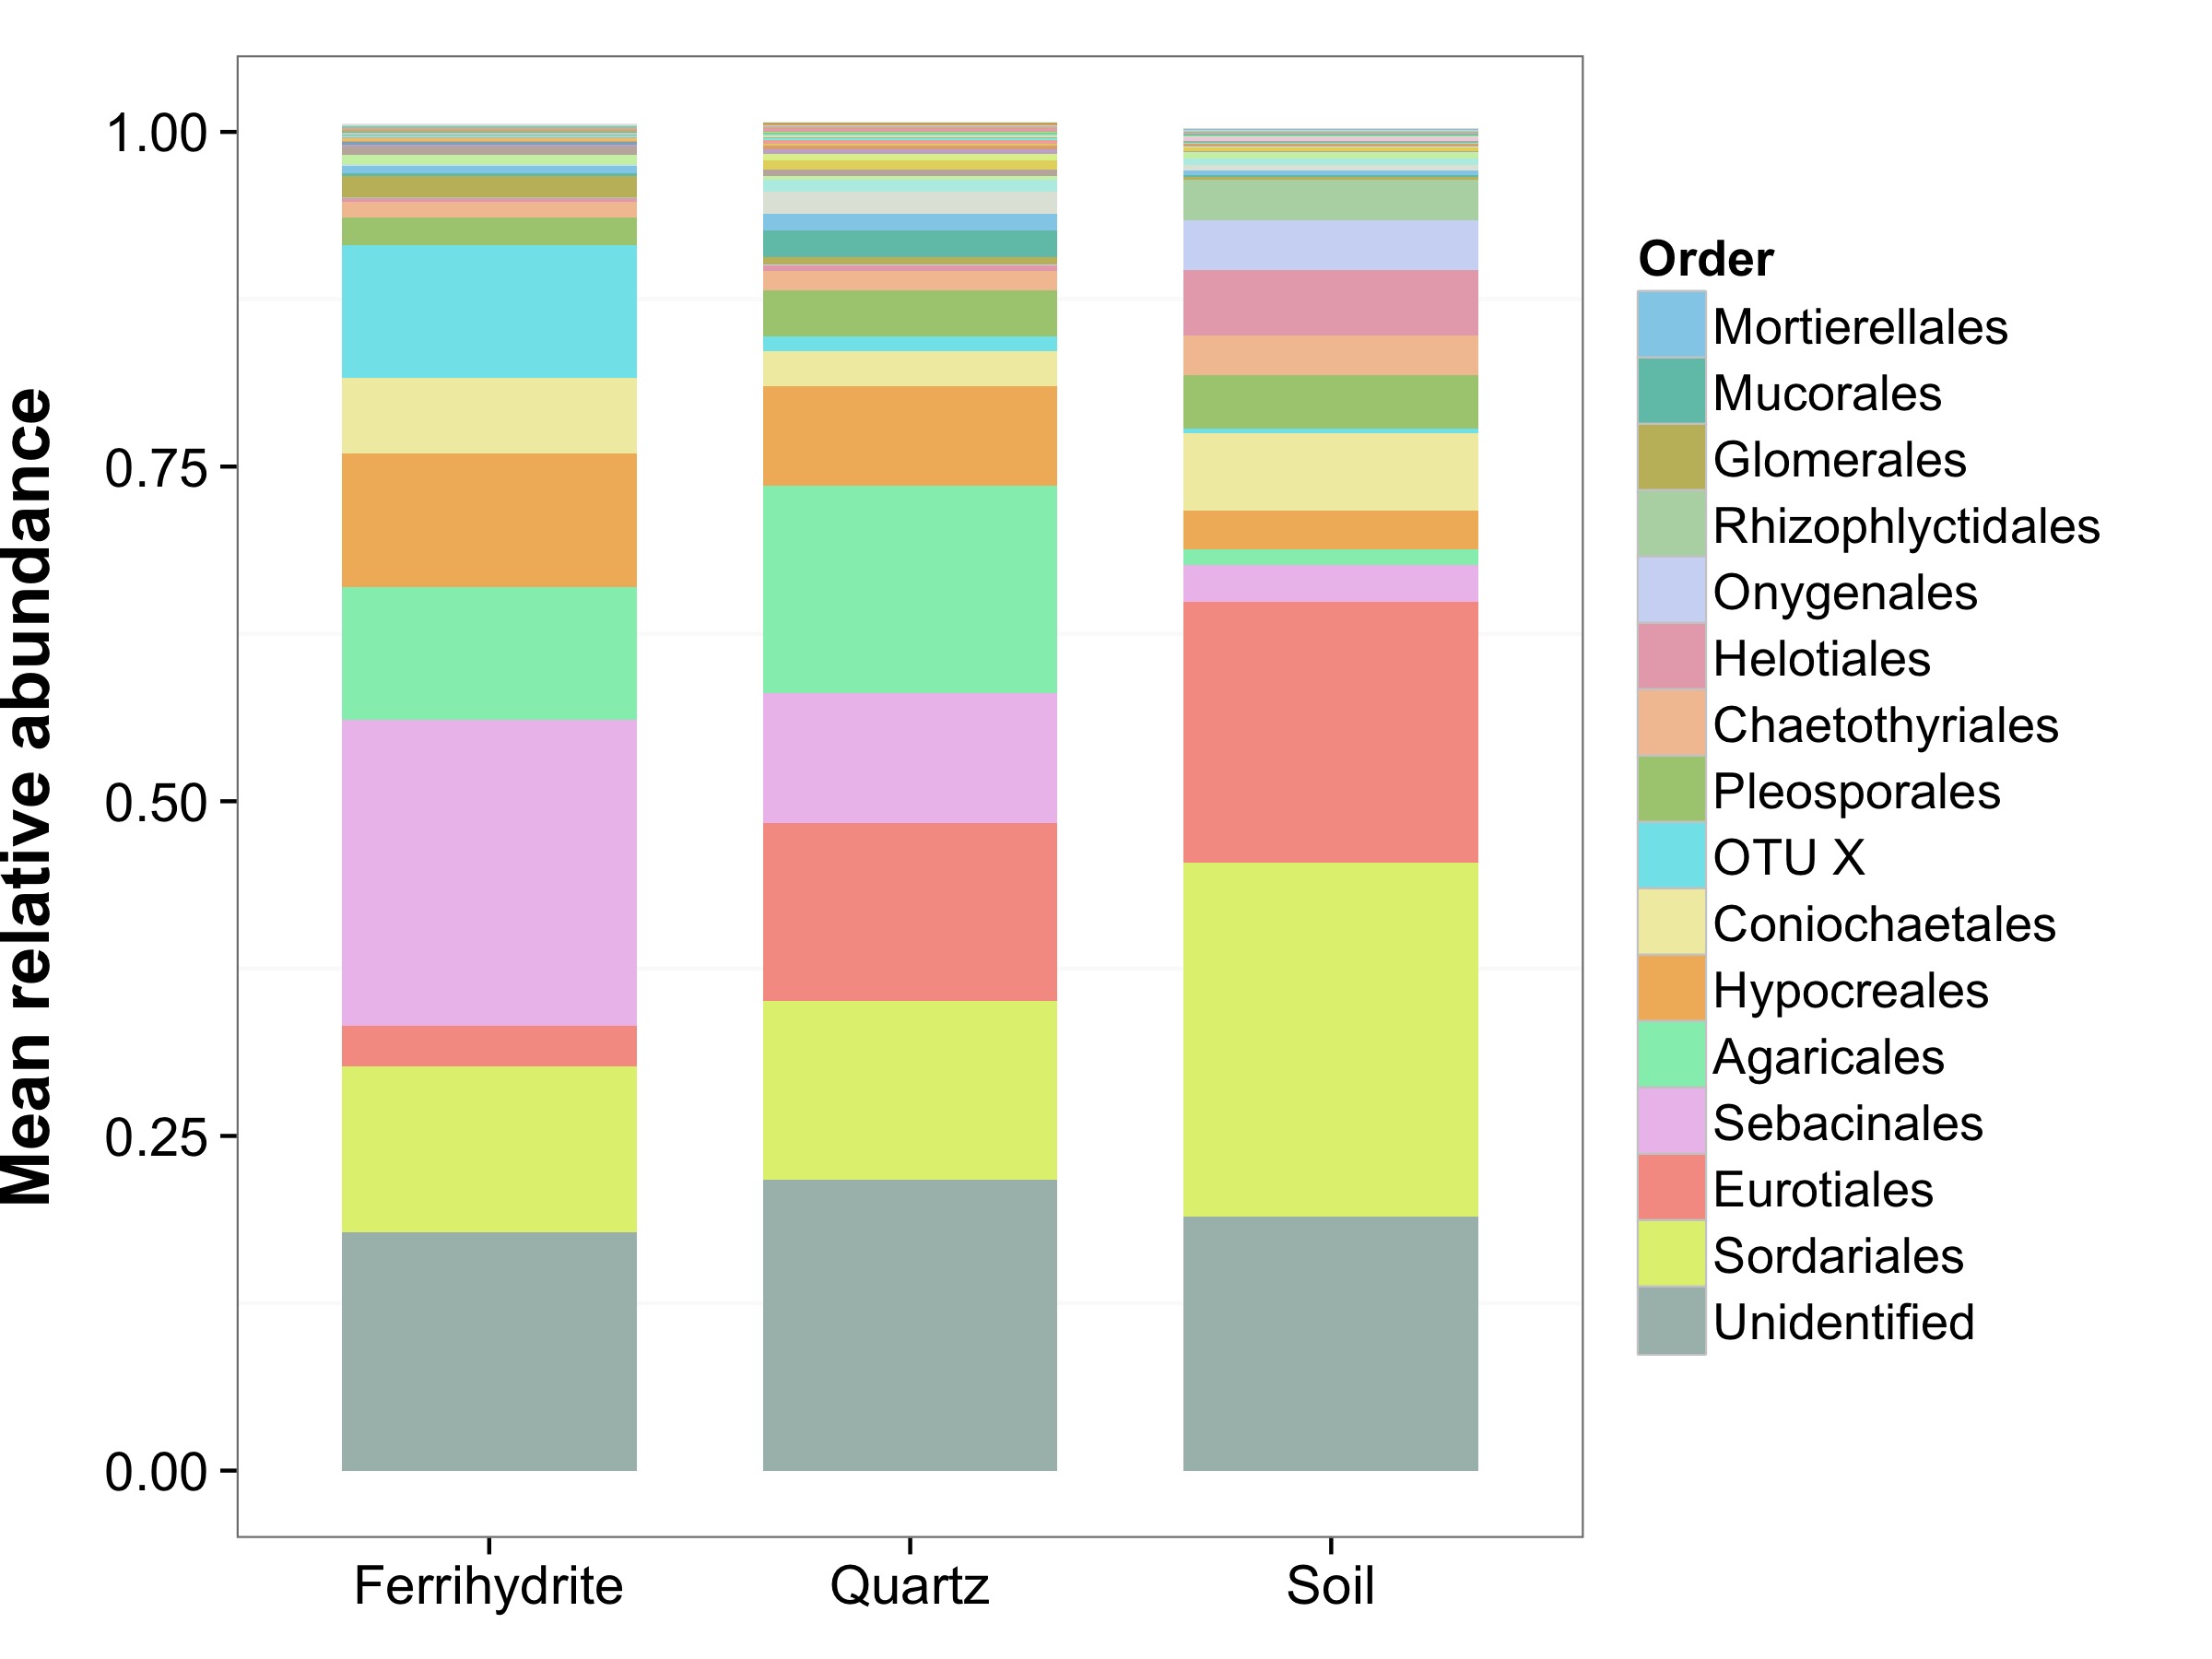 Mean relative abundance
1.00
0.75
0.50
0.25
0.00
Ferrihydrite
Quartz
Soil
Order
Mortierellales
Mucorales
Glomerales
Rhizophlyctidales
Onygenales
Helotiales
Chaetothyriales
Pleosporales
OTU X
Coniochaetales
Hypocreales
Agaricales
Sebacinales
Eurotiales
Sordariales
Unidentified